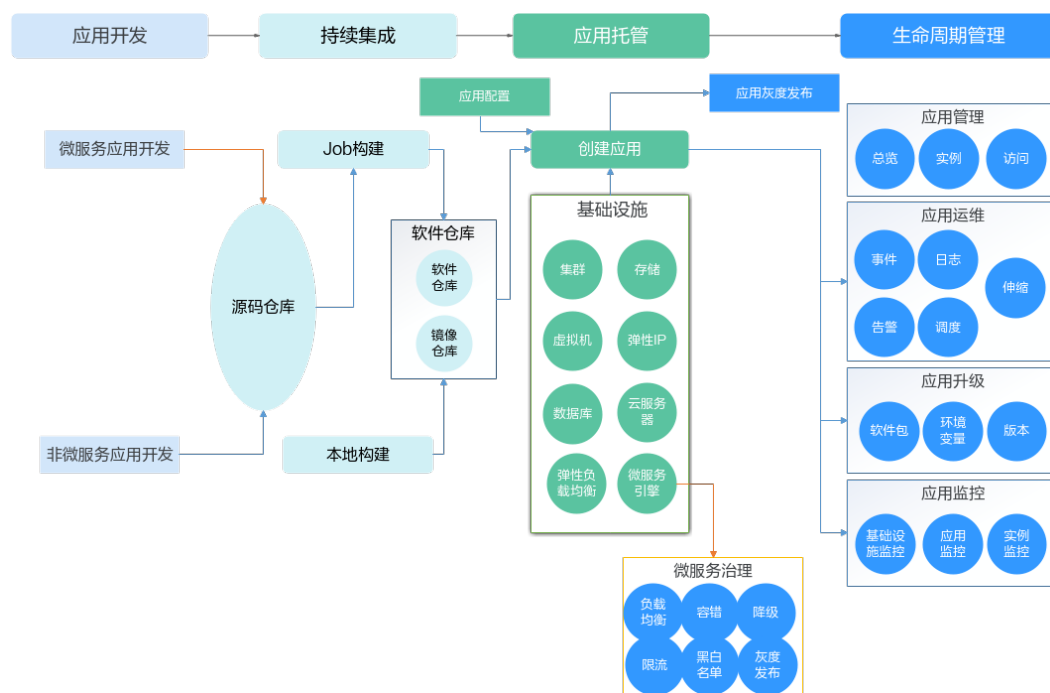 应用开发
持续集成
应用托管
生命周期管理
应用配置
应用灰度发布
微服务应用开发
Job构建
创建应用
源码仓库
软件仓库
软件
仓库
镜像
仓库
非微服务应用开发
本地构建
基础设施
集群
存储
虚拟机
弹性IP
数据库
云服务
器
弹性负
载均衡
微服务
引擎
微服务治理
负载
均衡
容错
降级
限流
黑白
名单
灰度
发布
应用管理
总览
实例
访问
应用运维
事件
日志
伸缩
告警
调度
应用升级
软件包
环境
变量
版本
应用监控
基础设
施监控
应用
监控
实例
监控